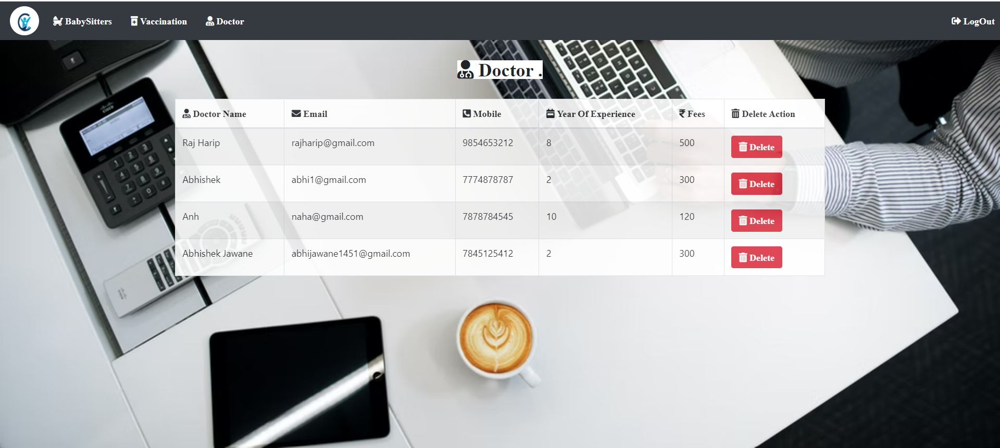 BabySitters Vaccination Doctor LogOut
Doctor .
Doctor Name Email Mobile Year Of Experience Fees Delete Action
Raj Harip rajharip@gmail.com 9854653212 8 500 Delete
Abhishek abhi1@gmail.com 7774878787 2 300 Delete
Anh naha@gmail.com 7878784545 10 120 Delete
Abhishek Jawane abhijawane1451@gmail.com 7845125412 2 300 Delete
CISCO